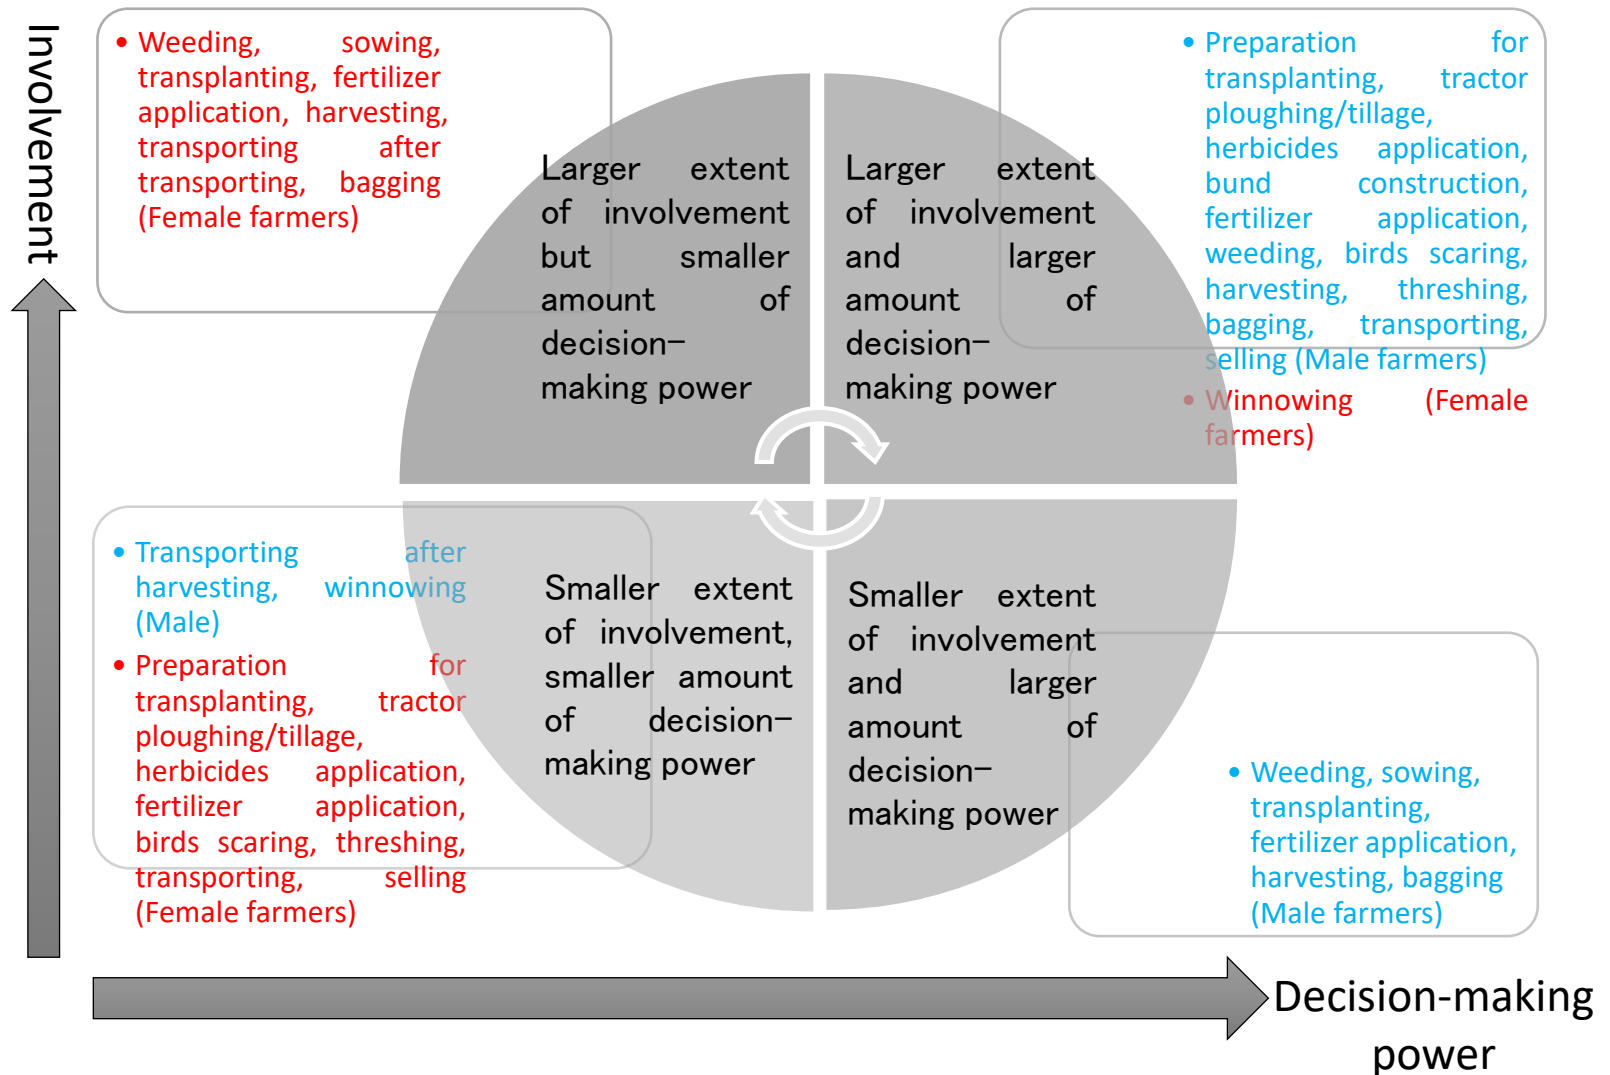 Involvement
• Weeding, sowing,
transplanting, fertilizer
application, harvesting,
transporting after
transporting, bagging
(Female farmers)
Larger extent
of involvement
but smaller
amount of
decision-
making power
Larger extent
of involvement
and larger
amount of
decision-
making power
• Preparation for
transplanting, tractor
ploughing/tillage,
herbicides application,
bund construction,
fertilizer application,
weeding, birds scaring,
harvesting, threshing,
bagging, transporting,
selling (Male farmers)
• Winnowing (Female
farmers)
• Transporting after
harvesting, winnowing
(Male)
• Preparation for
transplanting, tractor
ploughing/tillage,
herbicides application,
fertilizer application,
birds scaring, threshing,
transporting, selling
(Female farmers)
Smaller extent
of involvement,
smaller amount
of decision-
making power
Smaller extent
of involvement
and larger
amount of
decision-
making power
• Weeding, sowing,
transplanting,
fertilizer application,
harvesting, bagging
(Male farmers)
Decision-making
power